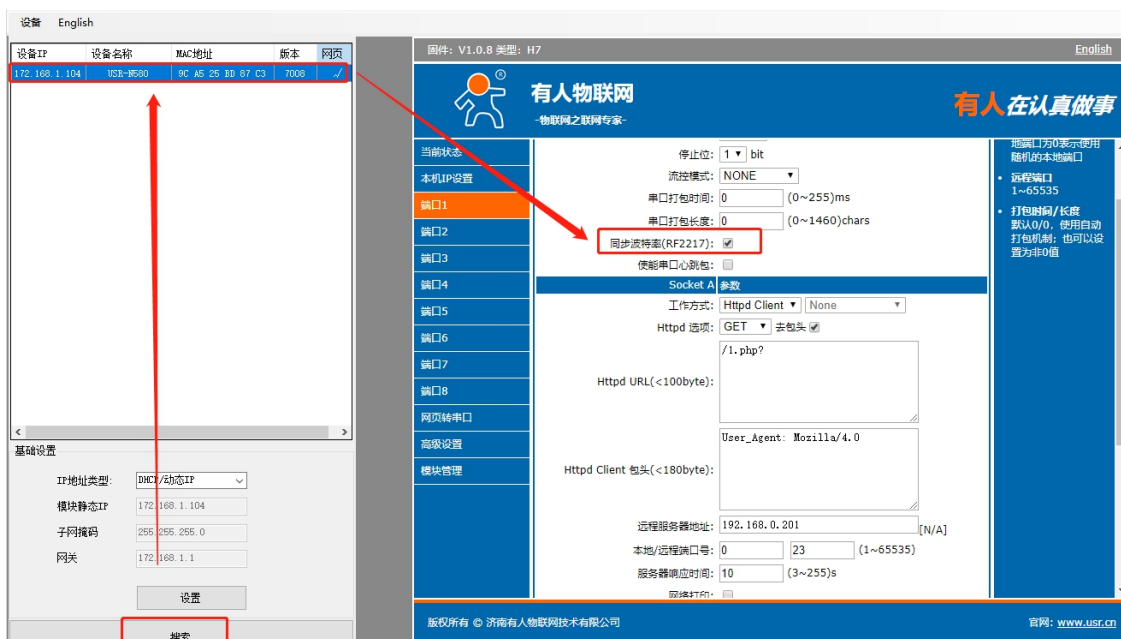 设备 English
设备IP 设备名称 MAC地址 版本 网页
172.168.1.104 USR-N580 9C A5 25 BD 87 C3 7008 √
基础设置
IP地址类型: DHCP/动态IP
模块静态IP 172.168.1.104
子网掩码 255.255.255.0
网关 172.168.1.1
设置
搜索
固件: V1.0.8 类型: H7 English
有人物联网
-物联网之联网专家-
有人在认真做事
当前状态
本机IP设置
端口1
端口2
端口3
端口4
端口5
端口6
端口7
端口8
网页转串口
高级设置
模块管理
停止位: 1 bit
流控模式: NONE
串口打包时间: 0 (0~255)ms
串口打包长度: 0 (0~1460)chars
同步波特率(RF2217):
使能串口心跳包:
Socket A 参数
工作方式: Httpd Client None
Httpd 选项: GET 去包头
Httpd URL(<100byte): /1.php?
Httpd Client 包头(<180byte): User_Agent: Mozilla/4.0
远程服务器地址: 192.168.0.201 [N/A]
本地/远程端口号: 0 23 (1~65535)
服务器响应时间: 10 (3~255)s
网络打印:
地端口为0表示使用
随机的本地端口
• 远程端口
1~65535
• 打包时间/长度
默认0/0, 使用自动
打包机制; 也可以设
置为非0值
版权所有 © 济南有人物联网技术有限公司 官网: www.usr.cn